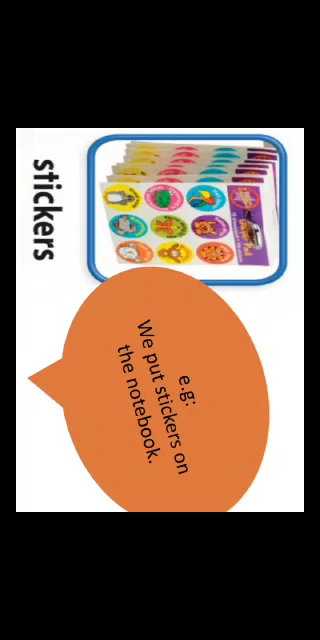 stickers
e.g:
We put stickers on
the notebook.